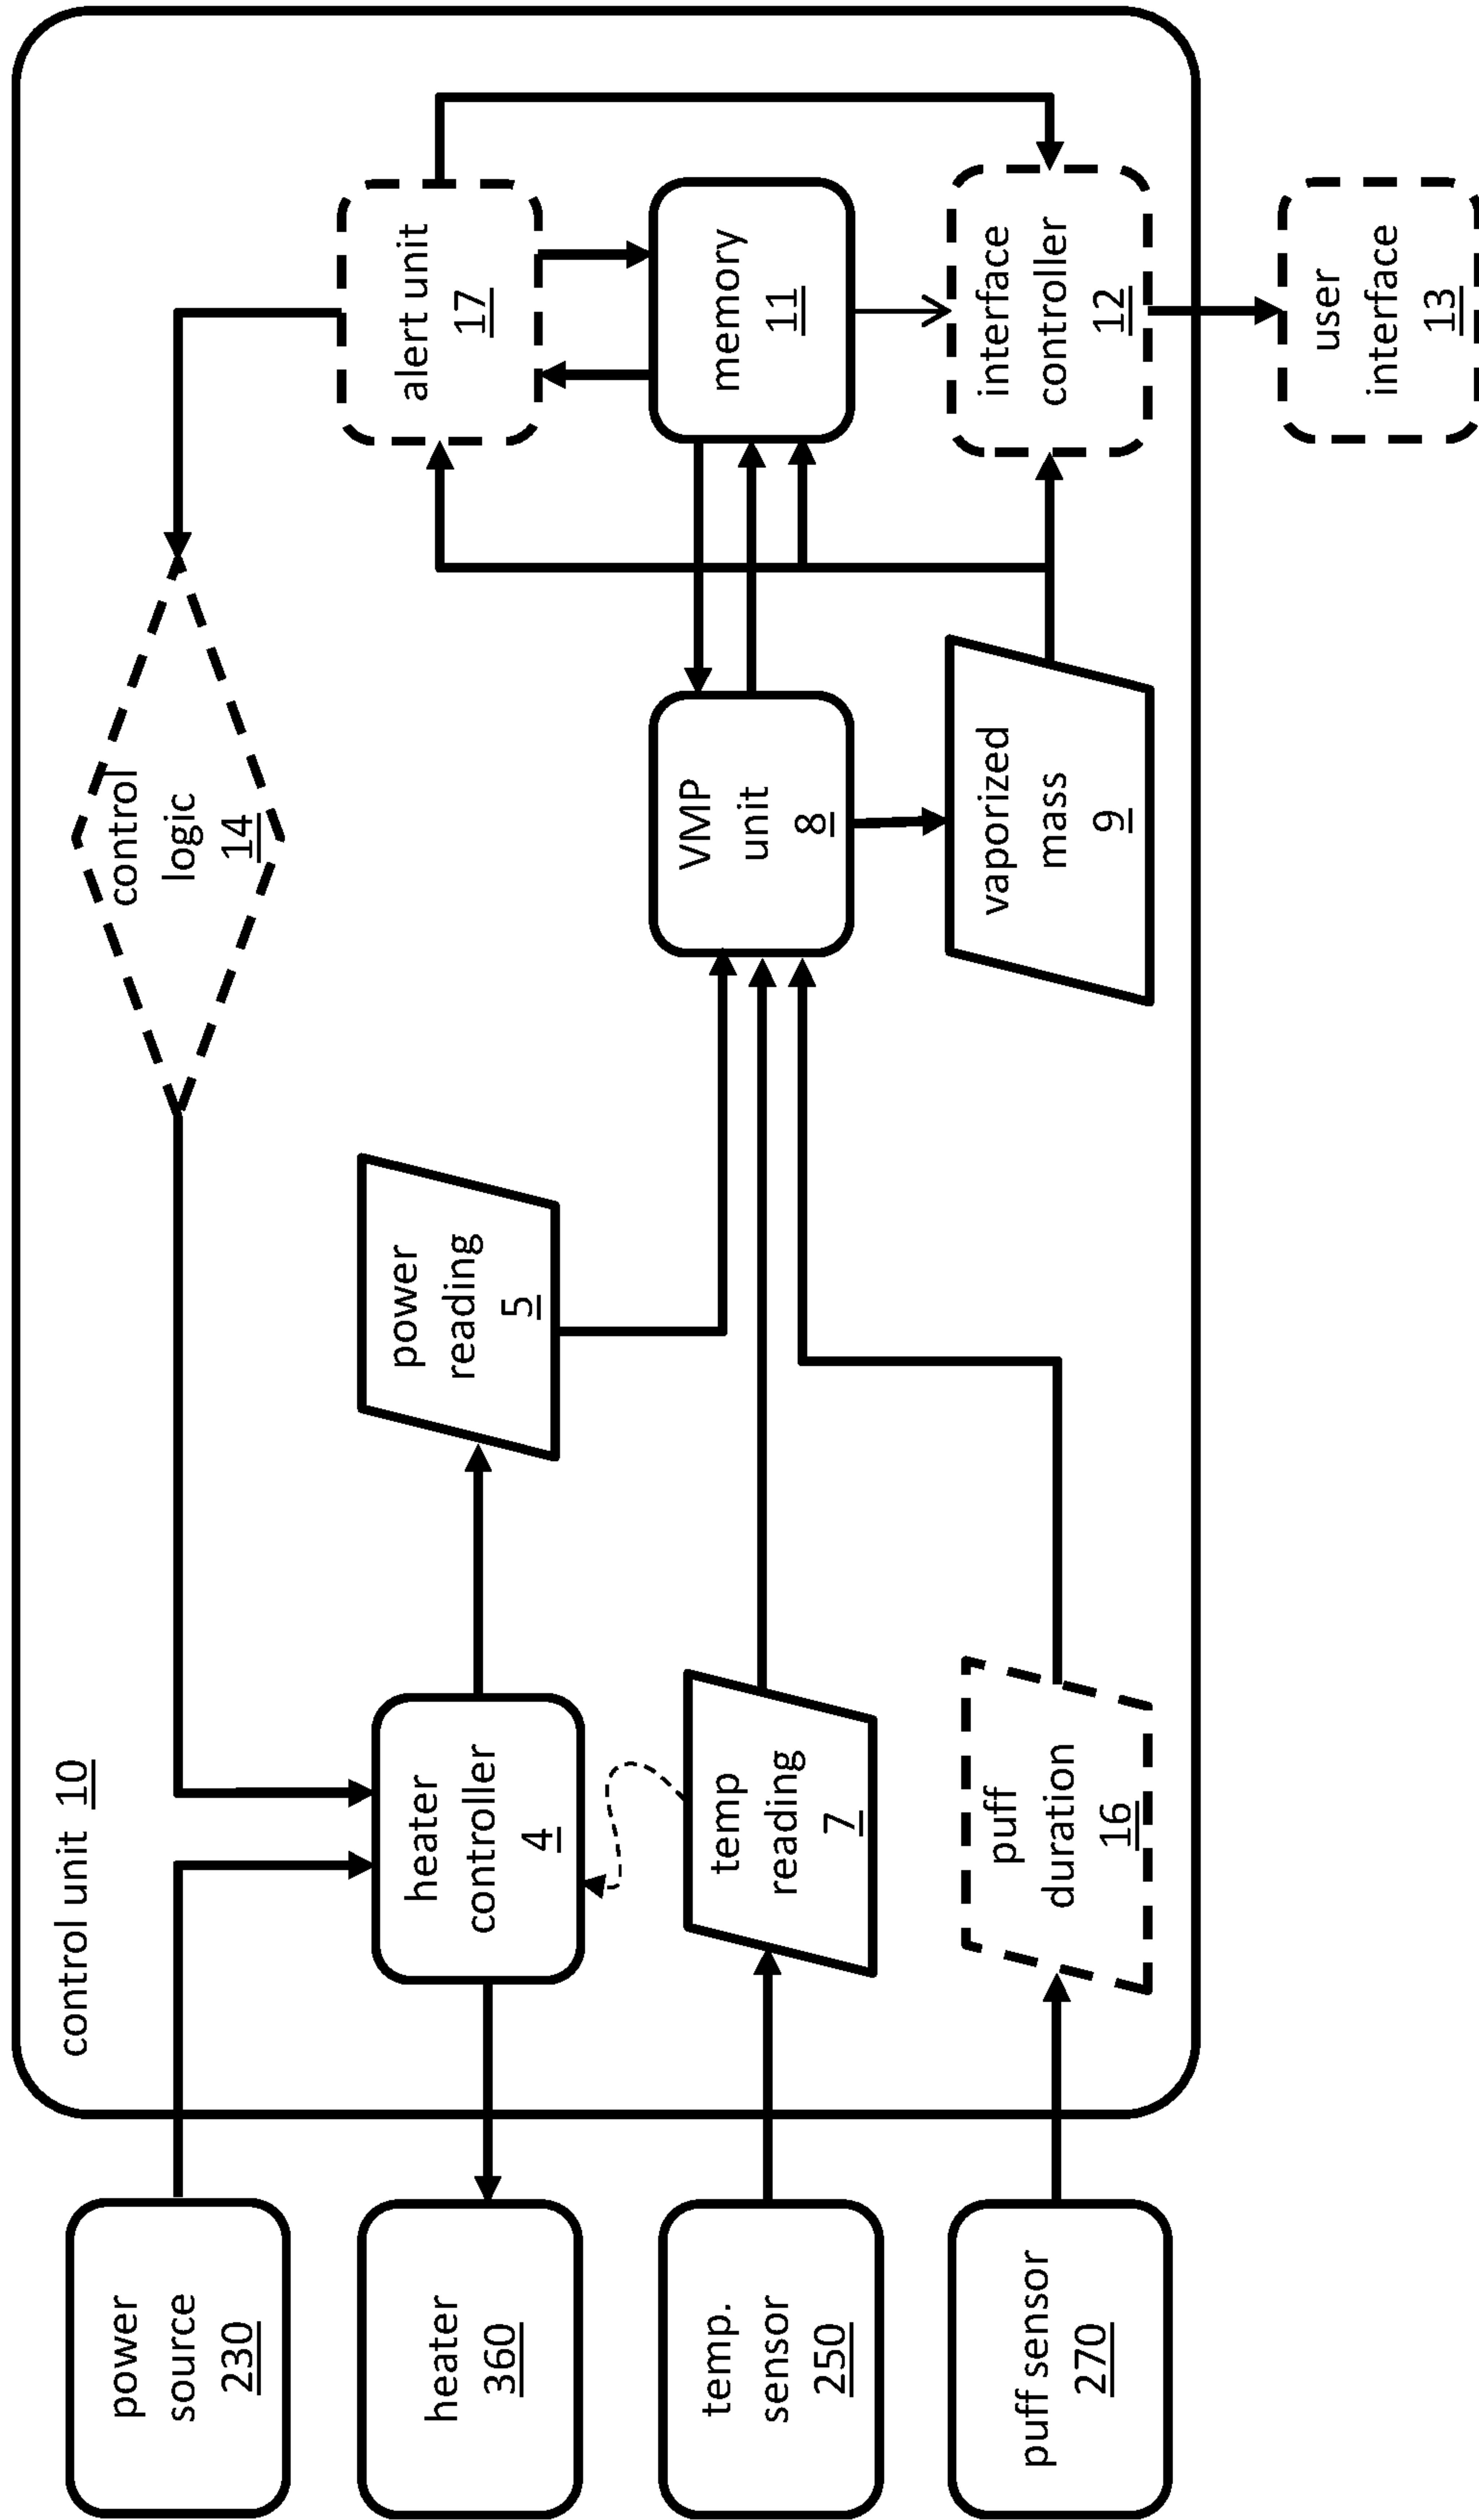 control unit 10
power
source
230
heater
360
temp.
sensor
250
puff sensor
270
heater
controller
4
temp
reading
7
puff
duration
16
power
reading
5
control
logic
14
VMP
unit
8
vaporized
mass
9
alert unit
17
memory
11
interface
controller
12
user
interface
13